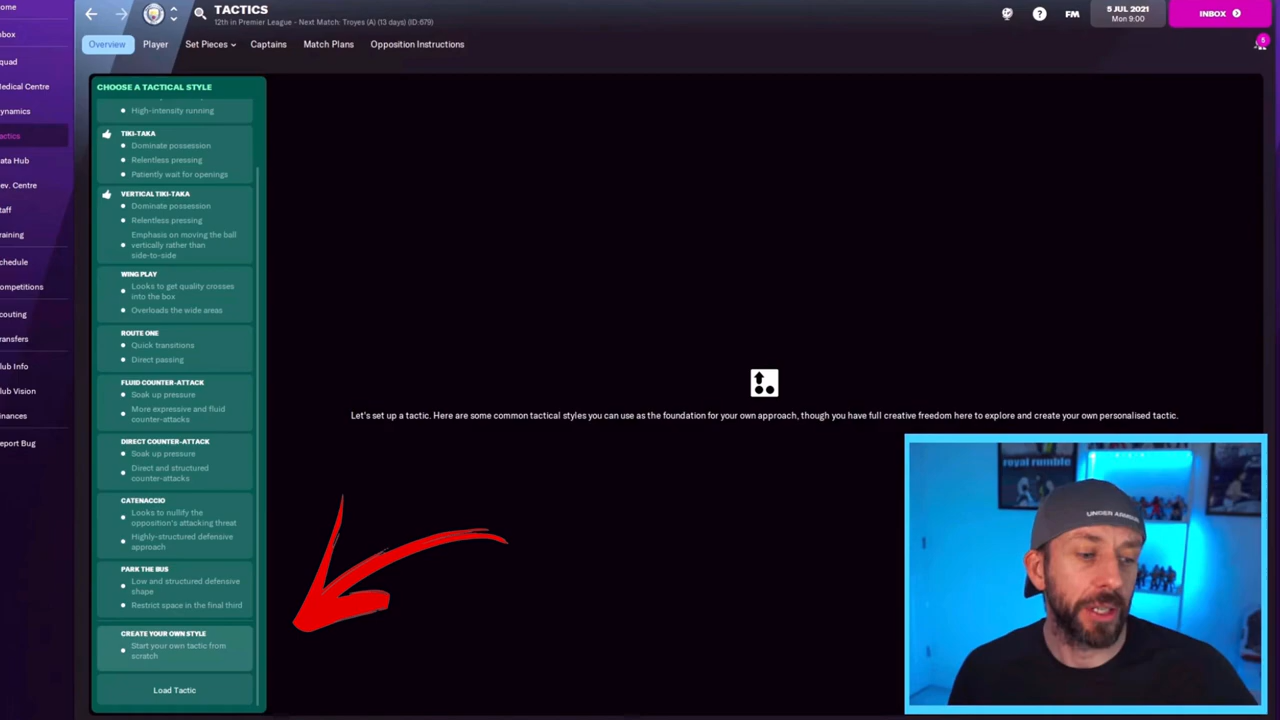 TACTICS
12th in Premier League - Next Match: Troyes (A) (13 days) (ID:679)
FM
5 JUL 2021
Mon 9:00
INBOX
6
Overview
Player
Set Pieces
Captains
Match Plans
Opposition Instructions
ome
nbox
quad
Medical Centre
ynamics
actics
ata Hub
ev. Centre
taff
raining
chedule
ompetitions
couting
ransfers
lub Info
lub Vision
inances
eport Bug
CHOOSE A TACTICAL STYLE
High-intensity running
TIKI-TAKA
Dominate possession
Relentless pressing
Patiently wait for openings
VERTICAL TIKI-TAKA
Dominate possession
Relentless pressing
Emphasis on moving the ball
vertically rather than
side-to-side
WING PLAY
Looks to get quality crosses
into the box
Overloads the wide areas
ROUTE ONE
Quick transitions
Direct passing
FLUID COUNTER-ATTACK
Soak up pressure
More expressive and fluid
counter-attacks
DIRECT COUNTER-ATTACK
Soak up pressure
Direct and structured
counter-attacks
CATENACCIO
Looks to nullify the
opposition's attacking threat
Highly-structured defensive
approach
PARK THE BUS
Low and structured defensive
shape
Restrict space in the final third
CREATE YOUR OWN STYLE
Start your own tactic from
scratch
Load Tactic
Let's set up a tactic. Here are some common tactical styles you can use as the foundation for your own approach, though you have full creative freedom here to explore and create your own personalised tactic.
royal rumble
UNDER ARMOUR